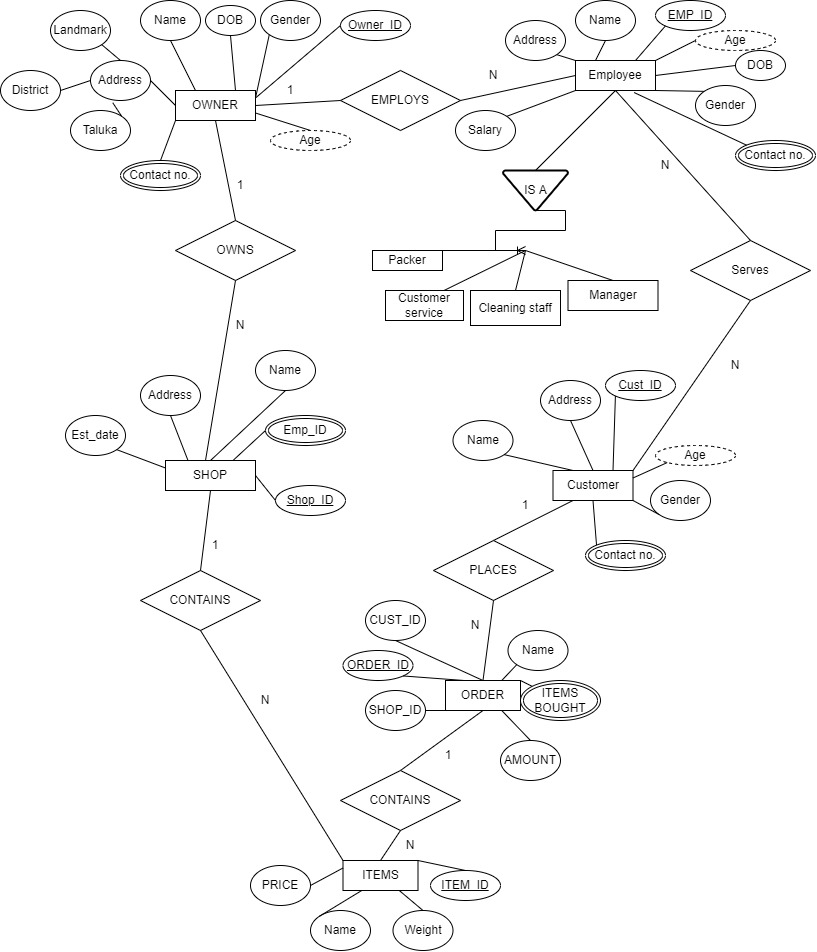 Name
DOB
Gender
Owner_ID
Landmark
District
Address
Taluka
OWNER
Contact no.
Age
1
EMPLOYS
N
Name
EMP_ID
Address
Age
DOB
Employee
Gender
Salary
Contact no.
IS A
Packer
Customer
service
Cleaning staff
Manager
N
Serves
N
1
OWNS
N
Name
Address
Emp_ID
Est_date
SHOP
Shop_ID
1
CONTAINS
N
Cust_ID
Address
Name
Age
Customer
Gender
Contact no.
1
PLACES
N
CUST_ID
Name
ORDER_ID
ORDER
ITEMS
BOUGHT
SHOP_ID
AMOUNT
1
CONTAINS
N
ITEMS
PRICE
ITEM_ID
Name
Weight